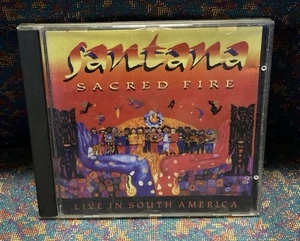 Santana
SACRED FIRE
LIVE IN SOUTH AMERICA